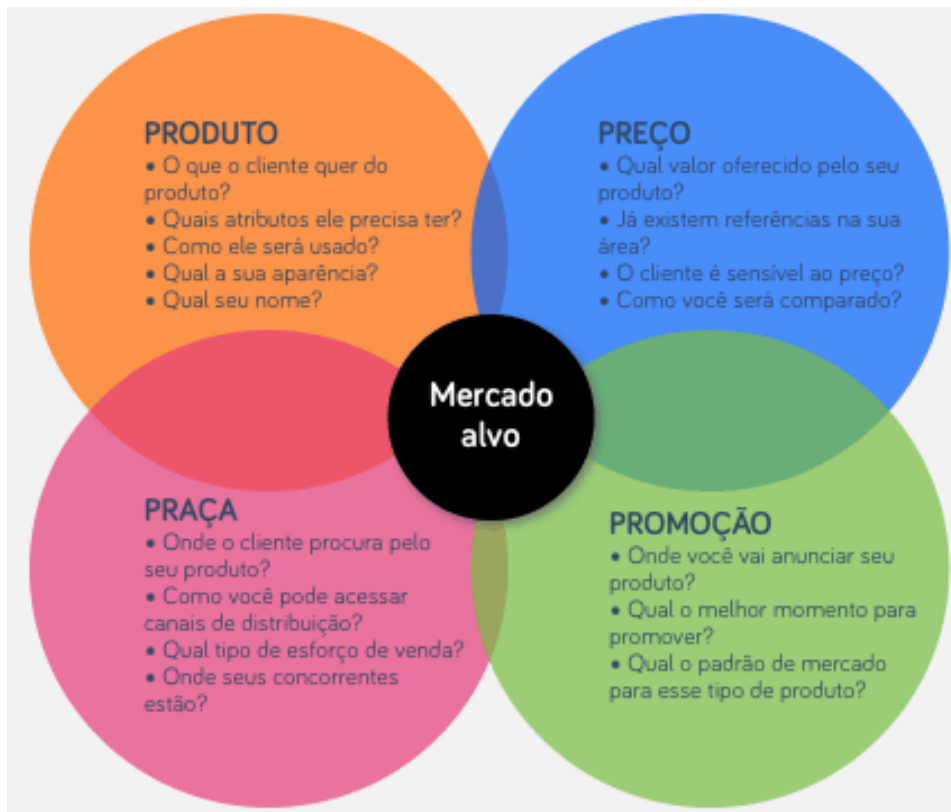 PRODUTO
• O que o cliente quer do
produto?
• Quais atributos ele precisa ter?
• Como ele será usado?
• Qual a sua aparência?
• Qual seu nome?
PREÇO
• Qual valor oferecido pelo seu
produto?
• Já existem referências na sua
área?
• O cliente é sensível ao preço?
• Como você será comparado?
Mercado
alvo
PRAÇA
• Onde o cliente procura pelo
seu produto?
• Como você pode acessar
canais de distribuição?
• Qual tipo de esforço de venda?
• Onde seus concorrentes
estão?
PROMOÇÃO
• Onde você vai anunciar seu
produto?
• Qual o melhor momento para
promover?
• Qual o padrão de mercado
para esse tipo de produto?